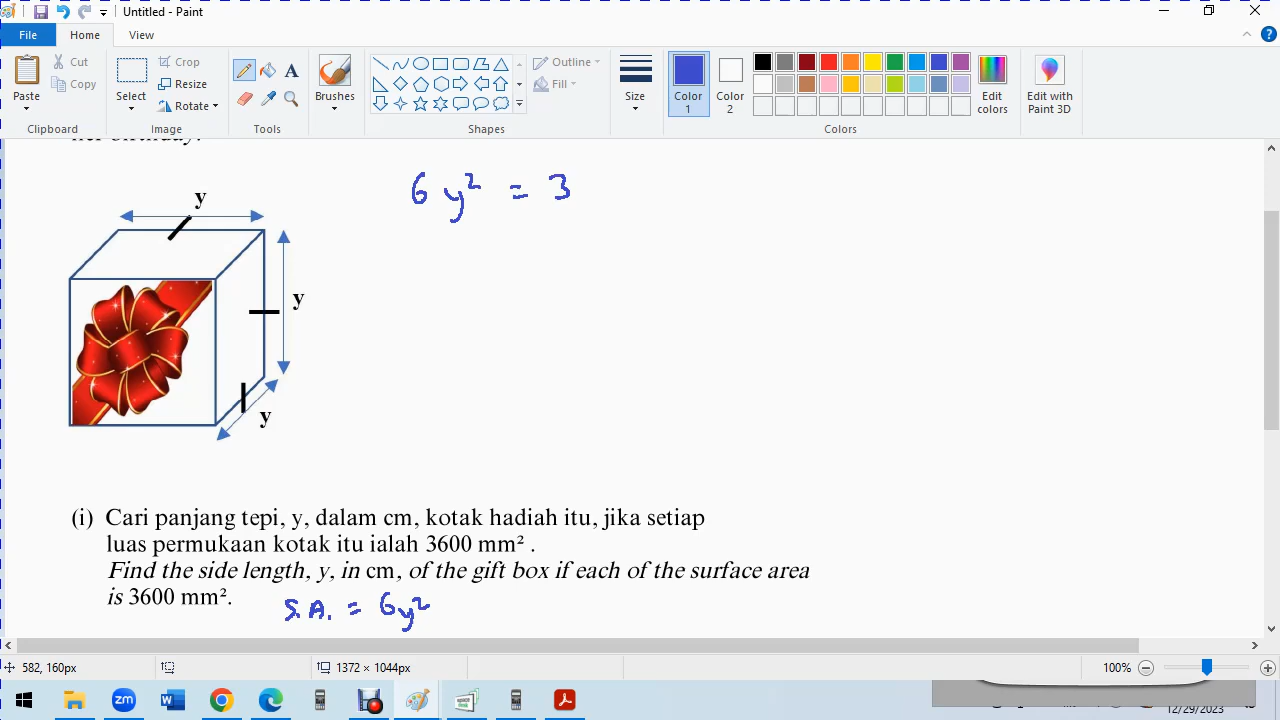 Untitled - Paint
File Home View
Paste Cut Copy Clipboard
Select Crop Resize Rotate Image
A Tools
Brushes
Outline Fill Shapes
Size
Color 1 Color 2 Edit colors Colors
Edit with Paint 3D
her birthday.
6 y² = 3
y
y
y
(i) Cari panjang tepi, y, dalam cm, kotak hadiah itu, jika setiap
luas permukaan kotak itu ialah 3600 mm² .
Find the side length, y, in cm, of the gift box if each of the surface area
is 3600 mm².
S.A. = 6y²
582, 160px 1372 × 1044px 100%
zm W
12/29/2023